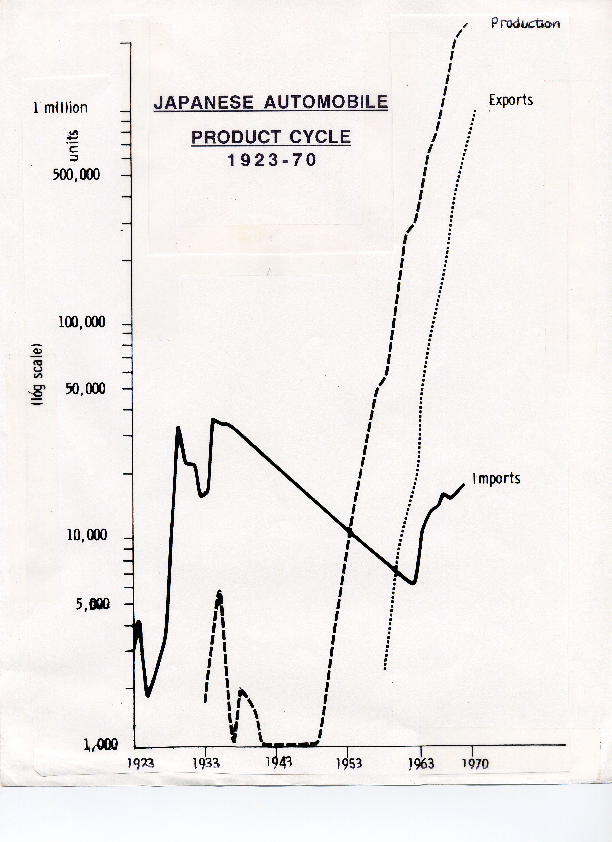 Production
JAPANESE AUTOMOBILE
PRODUCT CYCLE
1923-70
Exports
1 million
units
500,000
100,000
(log scale)
50,000
Imports
10,000
5,000
1,000
1923
1933
1943
1953
1963
1970